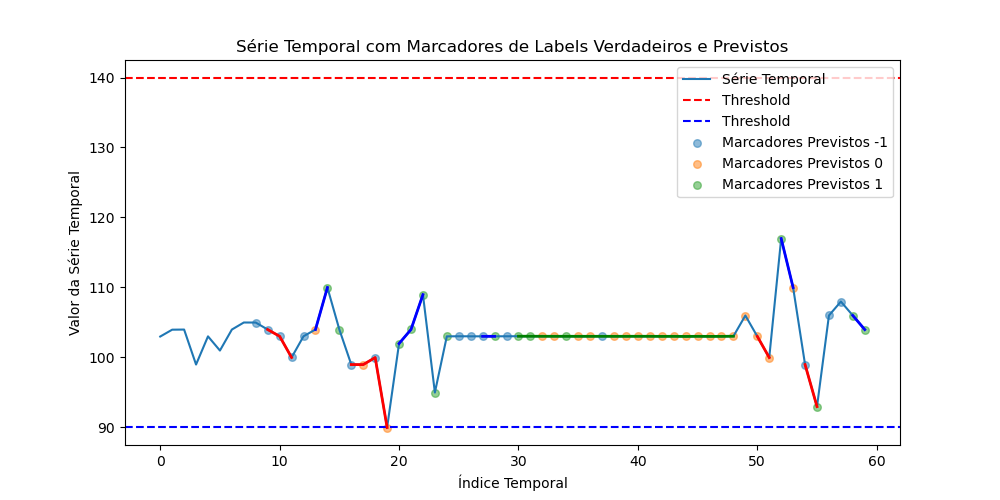 Série Temporal com Marcadores de Labels Verdadeiros e Previstos
Valor da Série Temporal
140
130
120
110
100
90
Série Temporal
Threshold
Threshold
Marcadores Previstos -1
Marcadores Previstos 0
Marcadores Previstos 1
0 10 20 30 40 50 60
Índice Temporal